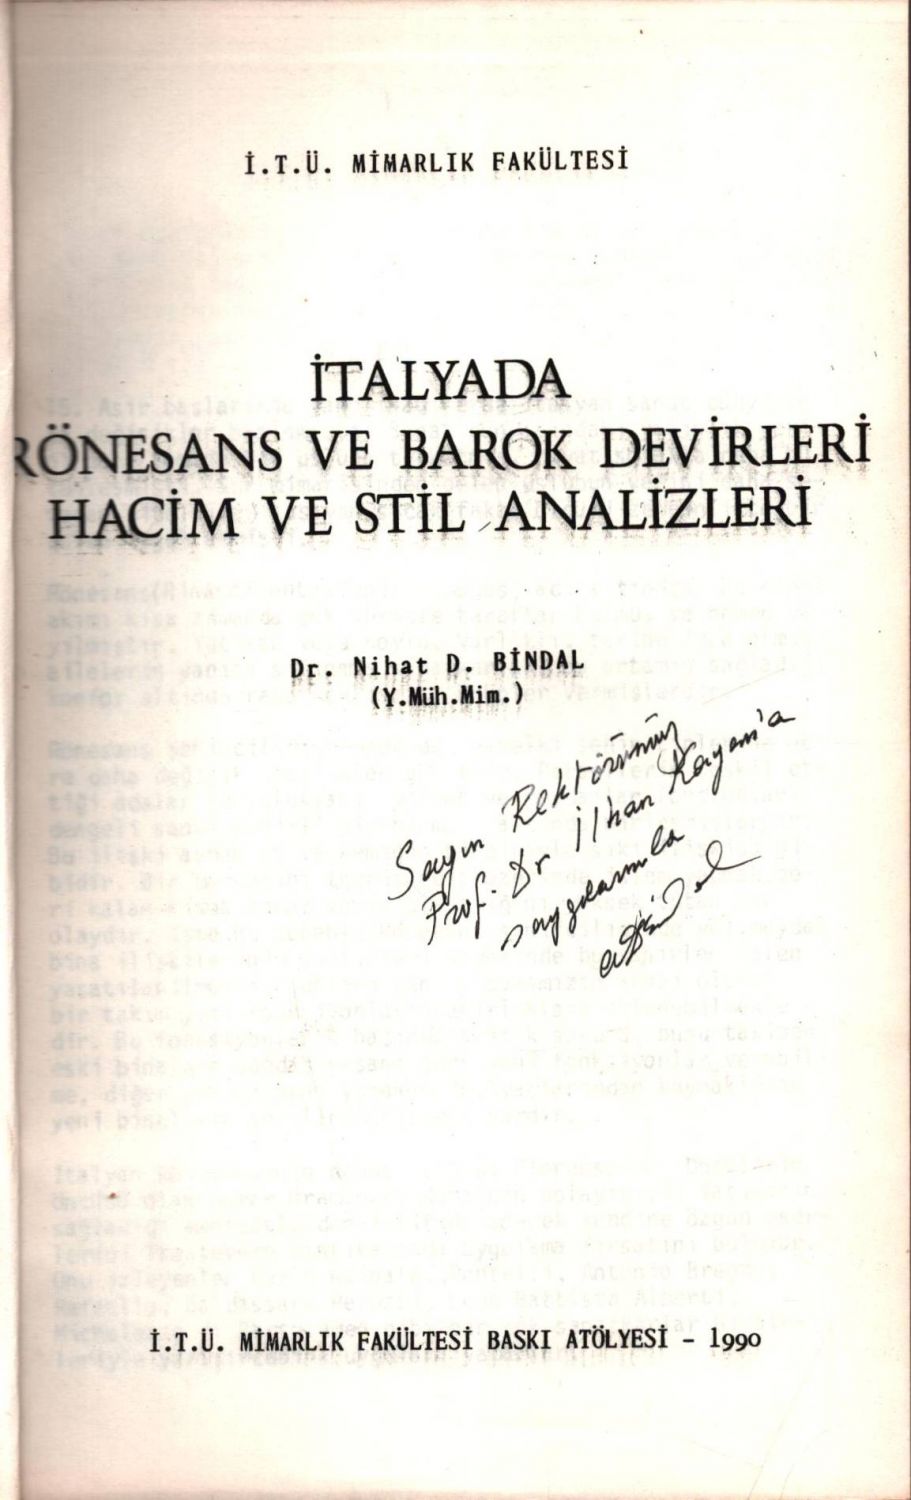 İ.T.Ü. MİMARLIK FAKÜLTESİ
İTALYADA
RÖNESANS VE BAROK DEVİRLERİ
HACİM VE STİL ANALİZLERİ
Dr. Nihat D. BİNDAL
(Y.Müh.Mim.)
Sayın Rektörümüz
Prof. Dr İlhan Kayan'a
saygılarımla
İ.T.Ü. MİMARLIK FAKÜLTESİ BASKI ATÖLYESİ - 1990